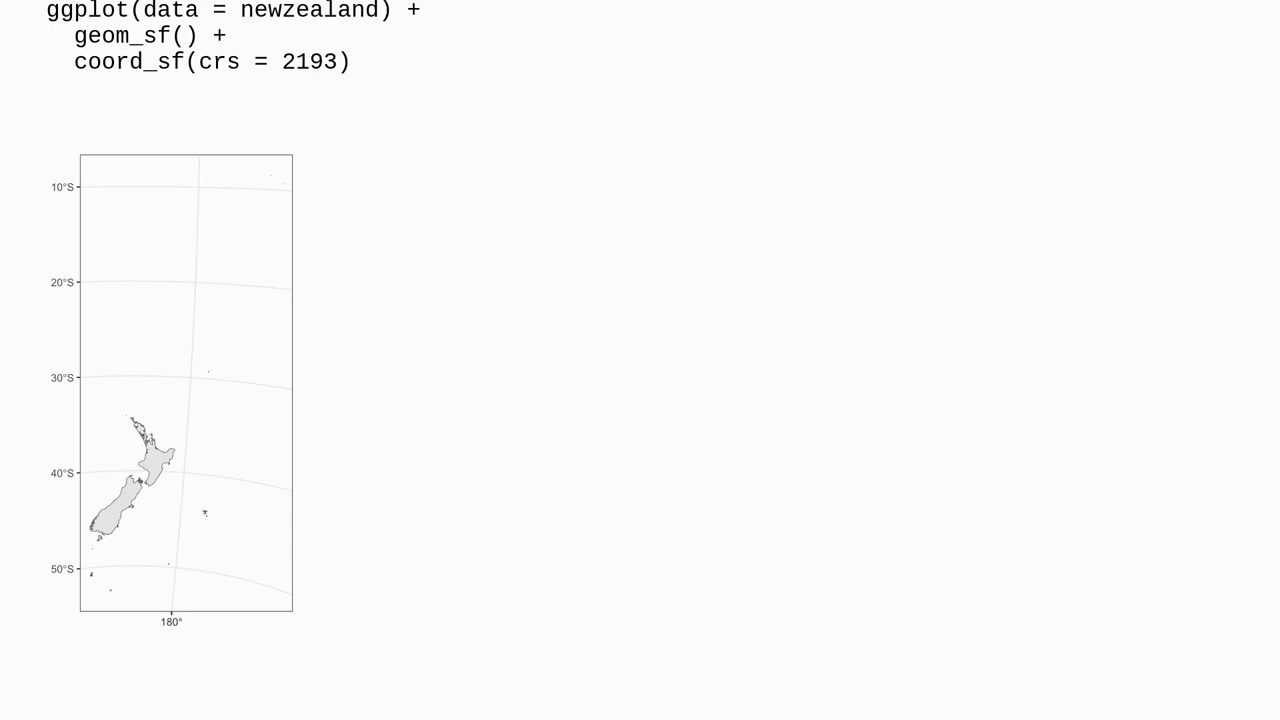 ggplot(data = newzealand) +
geom_sf() +
coord_sf(crs = 2193)
10°S
20°S
30°S
40°S
50°S
180°